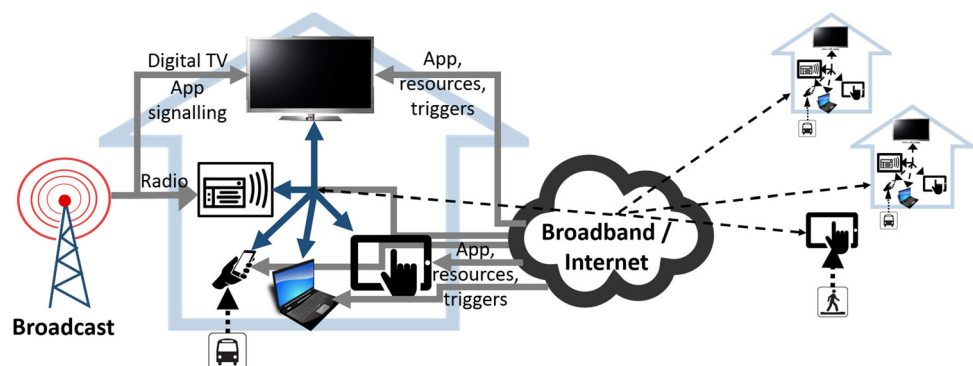 Digital TV
App
signalling
App,
resources,
triggers
Radio
Broadband /
Internet
App,
resources,
triggers
Broadcast